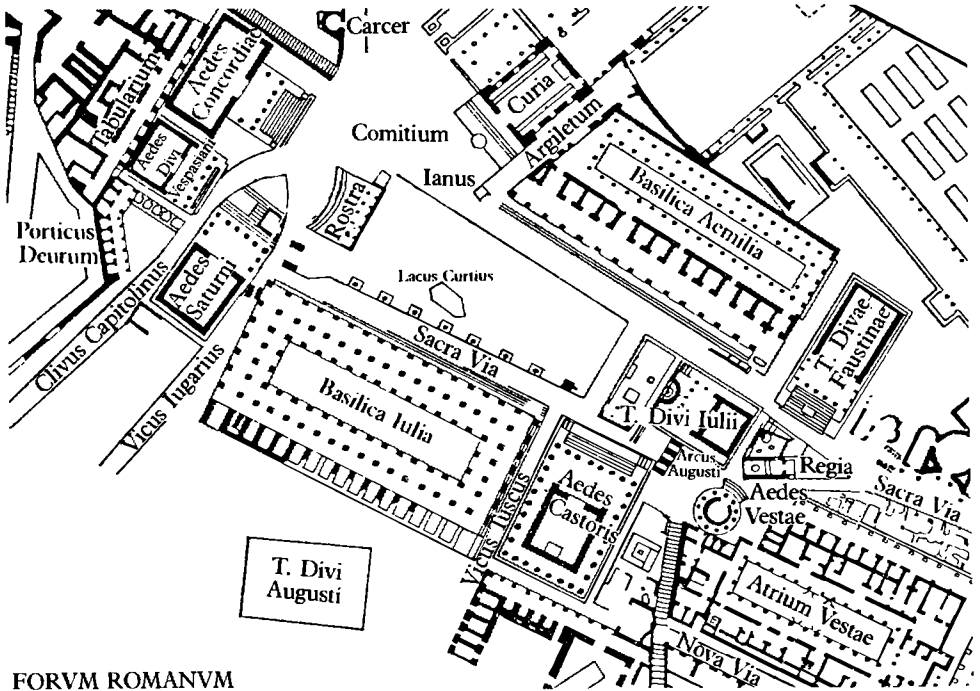 Carcer
Aedes
Concordiae
Tabularium
Curia
Comitium
Argiletum
Aedes
Divi
Vespasiani
Ianus
Basilica Aemilia
Rostra
Porticus
Deurum
Aedes
Saturni
Lacus Curtius
Clivus Capitolinus
Sacra Via
T. Divae
Faustinae
Vicus Iugarius
Basilica Iulia
T. Divi Iulii
Arcus
Augusti
Regia
Sacra Via
Aedes
Castoris
Vicus Tuscus
Aedes
Vestae
T. Divi
Augusti
Atrium Vestae
Nova Via
FORVM ROMANVM